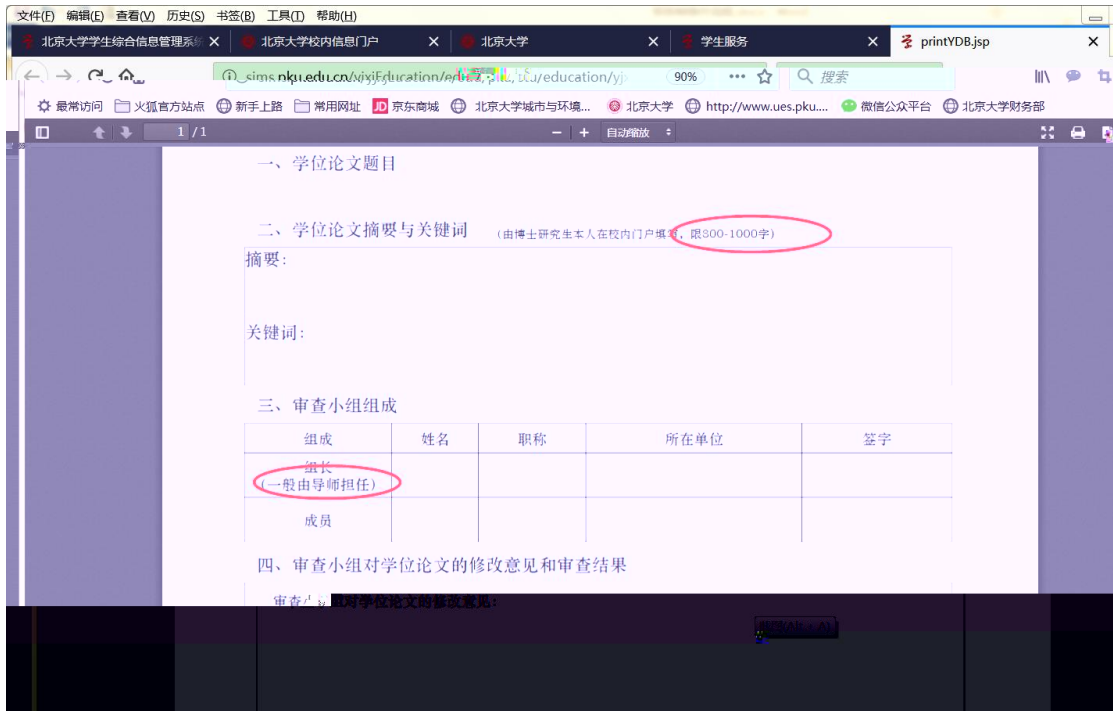 文件(F) 编辑(E) 查看(V) 历史(S) 书签(B) 工具(T) 帮助(H)
北京大学学生综合信息管理系统 北京大学校内信息门户 北京大学 学生服务 printYDB.jsp
90% 搜索
最常访问 火狐官方站点 新手上路 常用网址 JD 京东商城 北京大学城市与环境... 北京大学 http://www.ues.pku.... 微信公众平台 北京大学财务部
1 / 1 自动缩放
一、学位论文题目
二、学位论文摘要与关键词 (由博士研究生本人在校内门户填写，限800-1000字)
摘要:
关键词:
三、审查小组组成
组成 姓名 职称 所在单位 签字
组长
(一般由导师担任)
成员
四、审查小组对学位论文的修改意见和审查结果
审查小组对学位论文的修改意见: